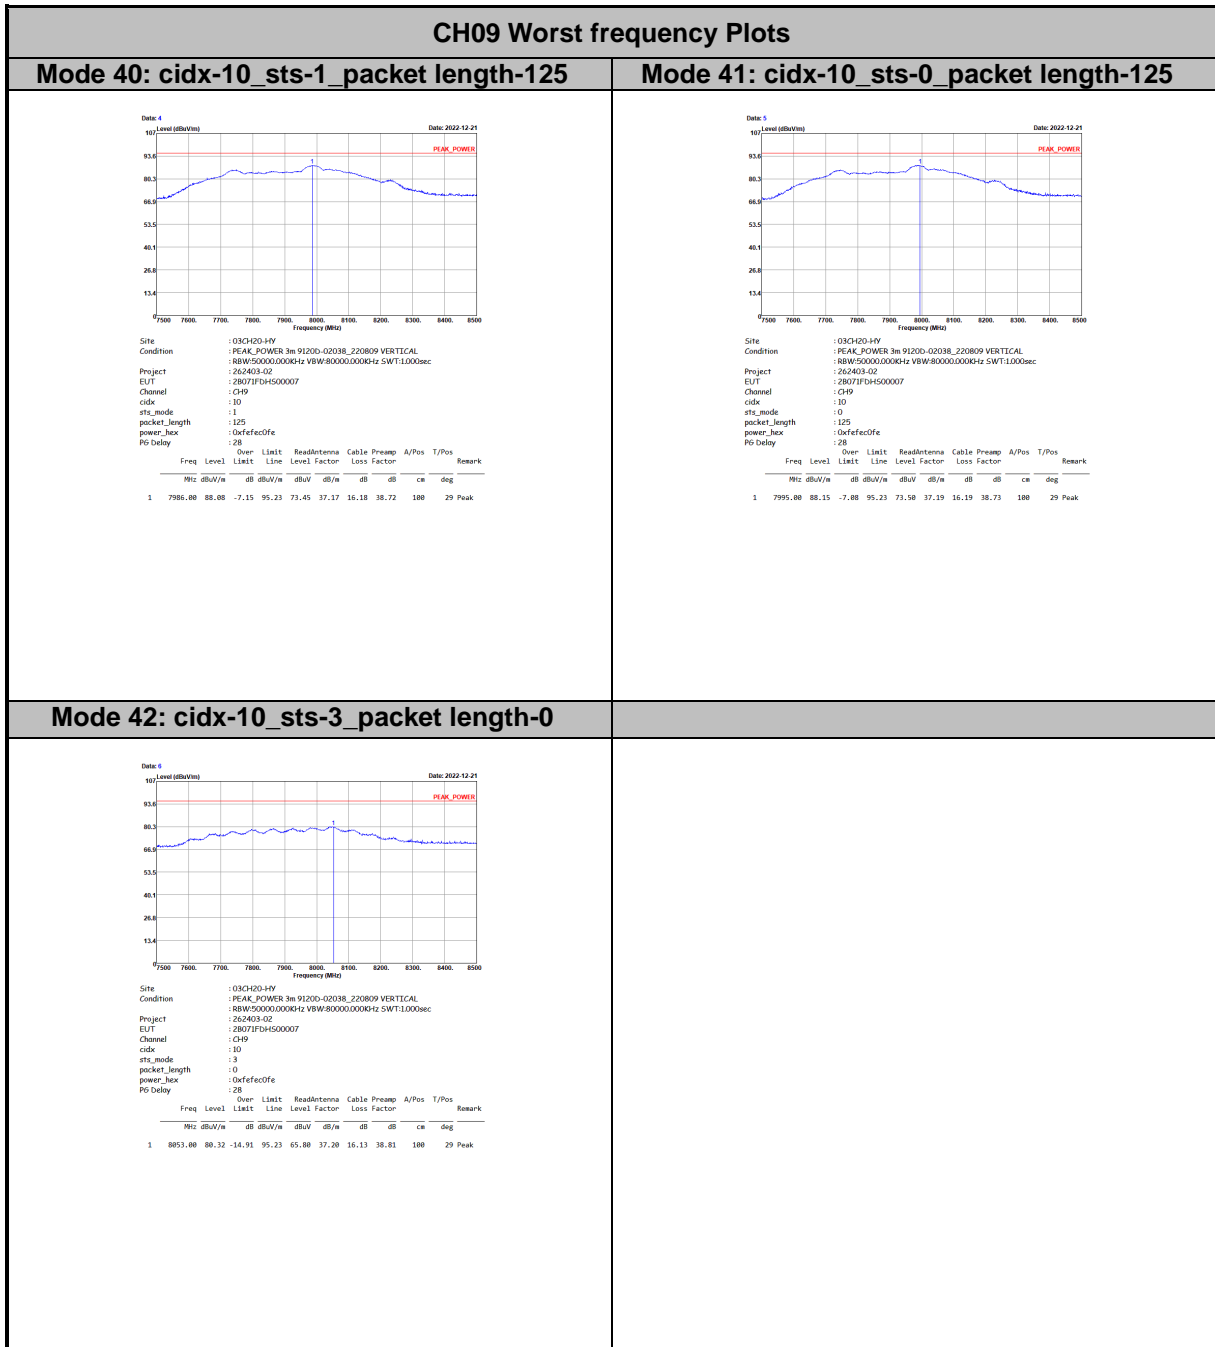 CH09 Worst frequency Plots
Mode 40: cidx-10_sts-1_packet length-125
Mode 41: cidx-10_sts-0_packet length-125
Data: 4
107 Level (dBuV/m) Date: 2022-12-21
PEAK_POWER
93.6
1
80.3
66.9
53.5
40.1
26.8
13.4
0
7500 7600. 7700. 7800. 7900. 8000. 8100. 8200. 8300. 8400. 8500
Frequency (MHz)
Site : 03CH20-HY
Condition : PEAK_POWER 3m 9120D-02038_220809 VERTICAL
: RBW:50000.000KHz VBW:80000.000KHz SWT:1.000sec
Project : 262403-02
EUT : 2B071FDHS00007
Channel : CH9
cidx : 10
sts_mode : 1
packet_length : 125
power_hex : 0xfefec0fe
PG Delay : 28
Over Limit ReadAntenna Cable Preamp A/Pos T/Pos
Freq Level Limit Line Level Factor Loss Factor Remark
MHz dBuV/m dB dBuV/m dBuV dB/m dB dB cm deg
1 7986.00 88.08 -7.15 95.23 73.45 37.17 16.18 38.72 100 29 Peak
Data: 5
107 Level (dBuV/m) Date: 2022-12-21
PEAK_POWER
93.6
1
80.3
66.9
53.5
40.1
26.8
13.4
0
7500 7600. 7700. 7800. 7900. 8000. 8100. 8200. 8300. 8400. 8500
Frequency (MHz)
Site : 03CH20-HY
Condition : PEAK_POWER 3m 9120D-02038_220809 VERTICAL
: RBW:50000.000KHz VBW:80000.000KHz SWT:1.000sec
Project : 262403-02
EUT : 2B071FDHS00007
Channel : CH9
cidx : 10
sts_mode : 0
packet_length : 125
power_hex : 0xfefec0fe
PG Delay : 28
Over Limit ReadAntenna Cable Preamp A/Pos T/Pos
Freq Level Limit Line Level Factor Loss Factor Remark
MHz dBuV/m dB dBuV/m dBuV dB/m dB dB cm deg
1 7995.00 88.15 -7.08 95.23 73.50 37.19 16.19 38.73 100 29 Peak
Mode 42: cidx-10_sts-3_packet length-0
Data: 6
107 Level (dBuV/m) Date: 2022-12-21
PEAK_POWER
93.6
80.3
1
66.9
53.5
40.1
26.8
13.4
0
7500 7600. 7700. 7800. 7900. 8000. 8100. 8200. 8300. 8400. 8500
Frequency (MHz)
Site : 03CH20-HY
Condition : PEAK_POWER 3m 9120D-02038_220809 VERTICAL
: RBW:50000.000KHz VBW:80000.000KHz SWT:1.000sec
Project : 262403-02
EUT : 2B071FDHS00007
Channel : CH9
cidx : 10
sts_mode : 3
packet_length : 0
power_hex : 0xfefec0fe
PG Delay : 28
Over Limit ReadAntenna Cable Preamp A/Pos T/Pos
Freq Level Limit Line Level Factor Loss Factor Remark
MHz dBuV/m dB dBuV/m dBuV dB/m dB dB cm deg
1 8053.00 80.32 -14.91 95.23 65.80 37.20 16.13 38.81 100 29 Peak